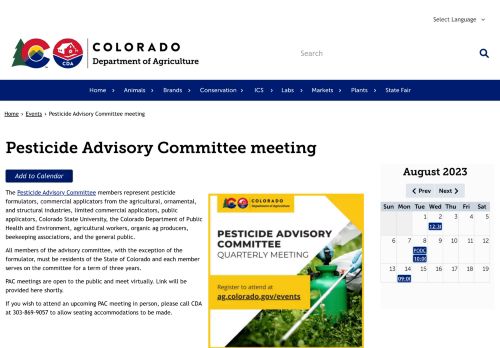 Select Language
COLORADO
Department of Agriculture
CO
CDA
Search
Home Animals Brands Conservation ICS Labs Markets Plants State Fair
Home › Events › Pesticide Advisory Committee meeting
Pesticide Advisory Committee meeting
Add to Calendar
The Pesticide Advisory Committee members represent pesticide
formulators, commercial applicators from the agricultural, ornamental,
and structural industries, limited commercial applicators, public
applicators, Colorado State University, the Colorado Department of Public
Health and Environment, agricultural workers, organic ag producers,
beekeeping associations, and the general public.
All members of the advisory committee, with the exception of the
formulator, must be residents of the State of Colorado and each member
serves on the committee for a term of three years.
PAC meetings are open to the public and meet virtually. Link will be
provided here shortly.
If you wish to attend an upcoming PAC meeting in person, please call CDA
at 303-869-9057 to allow seating accommodations to be made.
COLORADO
Department of Agriculture
PESTICIDE ADVISORY
COMMITTEE
QUARTERLY MEETING
Register to attend at
ag.colorado.gov/events
August 2023
Prev Next
Sun Mon Tue Wed Thu Fri Sat
1 2 3 4 5
12:30
6 7 8 9 10 11 12
10:00
13 14 15 16 17 18 19
09:00